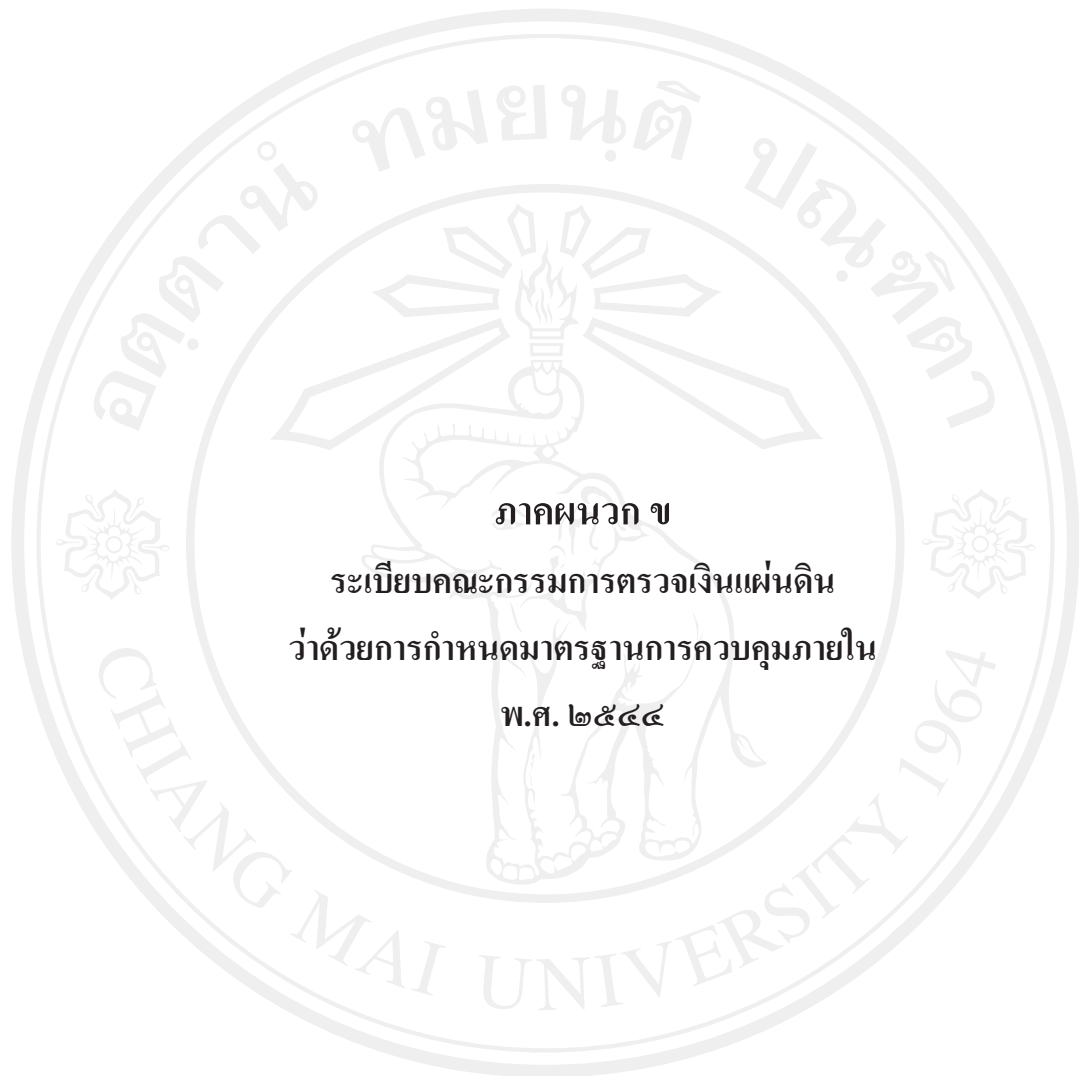 อตฺตานํ ทมยนฺติ ปณฺฑิตา
ภาคผนวก ข
ระเบียบคณะกรรมการตรวจเงินแผ่นดิน
ว่าด้วยการกำหนดมาตรฐานการควบคุมภายใน
พ.ศ. ๒๕๔๔
CHIANG MAI UNIVERSITY 1964